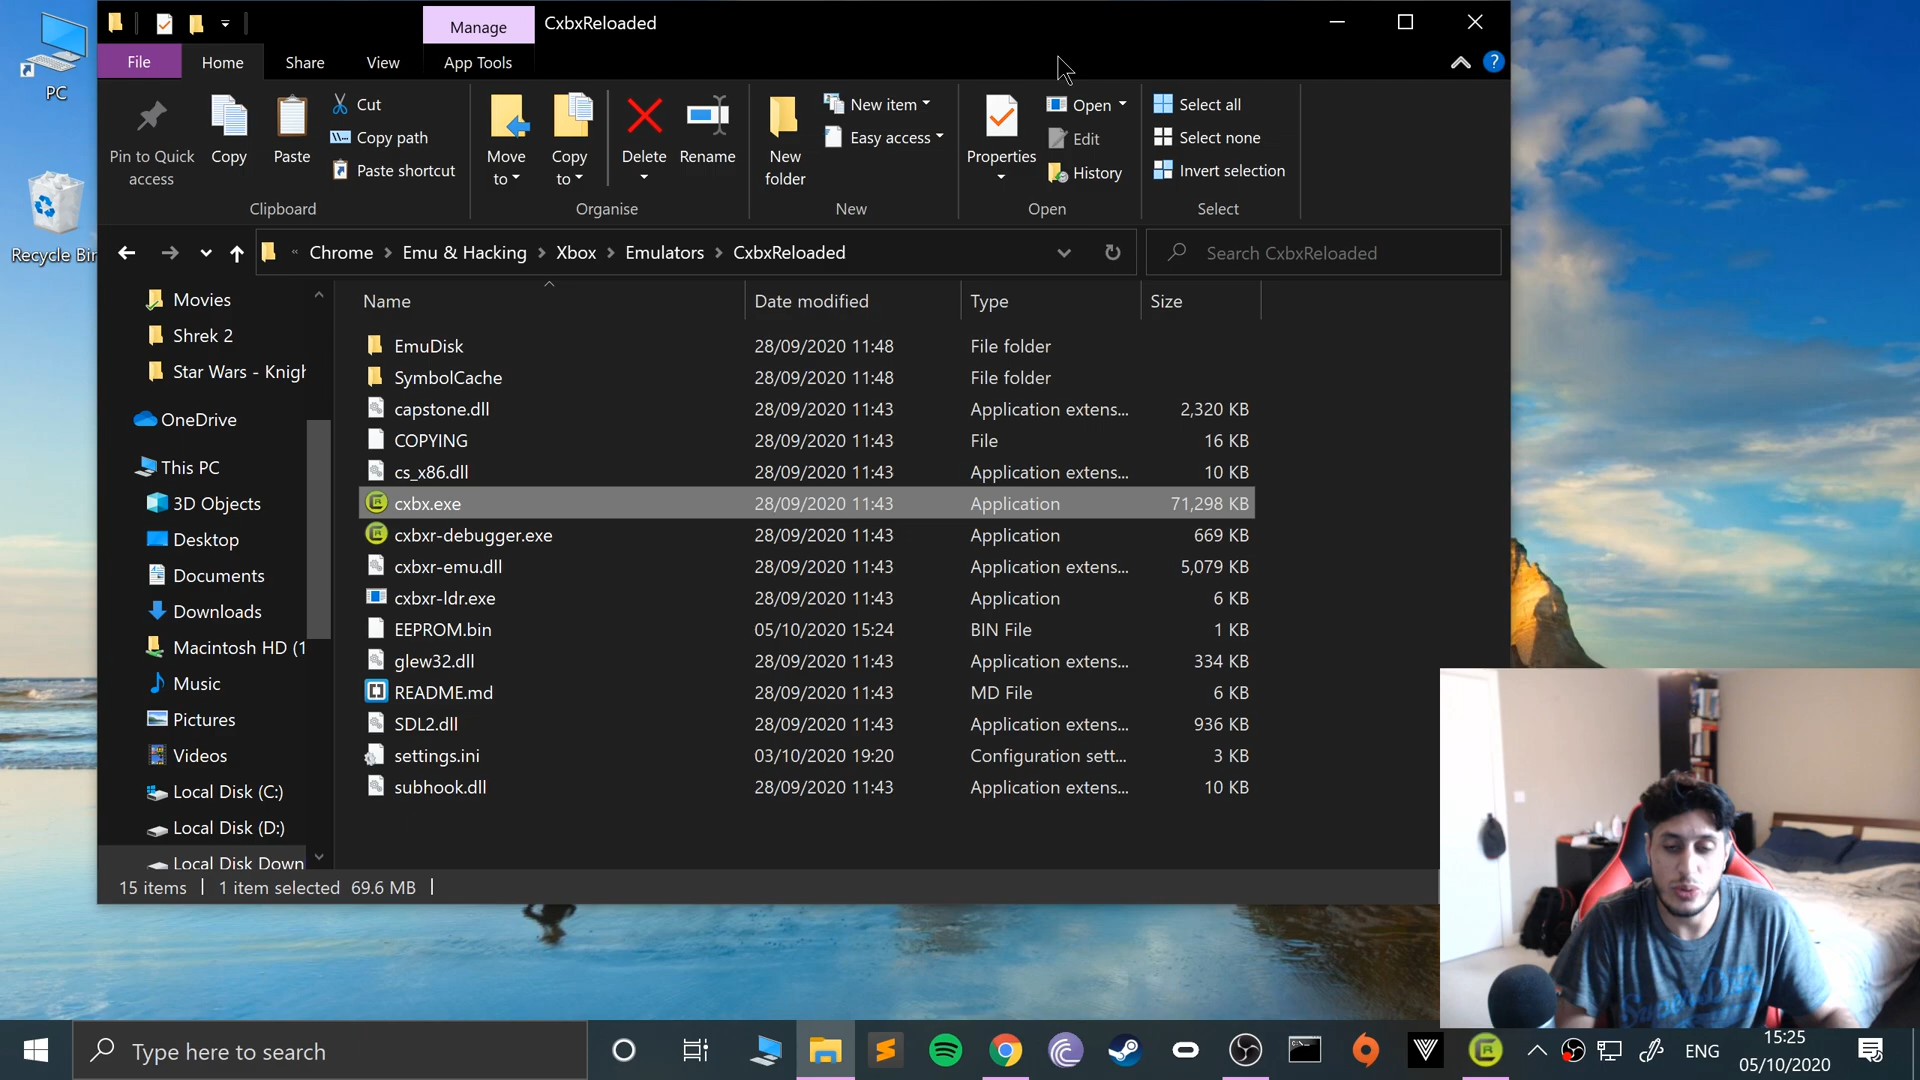 PC
Recycle Bin
Manage
CxbxReloaded
File
Home
Share
View
App Tools
Pin to Quick
access
Copy
Paste
Cut
Copy path
Paste shortcut
Clipboard
Move
to
Copy
to
Delete
Rename
Organise
New
folder
New item
Easy access
New
Properties
Open
Edit
History
Open
Select all
Select none
Invert selection
Select
« Chrome > Emu & Hacking > Xbox > Emulators > CxbxReloaded
Search CxbxReloaded
Movies
Shrek 2
Star Wars - Knigh
OneDrive
This PC
3D Objects
Desktop
Documents
Downloads
Macintosh HD (1
Music
Pictures
Videos
Local Disk (C:)
Local Disk (D:)
Local Disk Down
Name Date modified Type Size
EmuDisk 28/09/2020 11:48 File folder
SymbolCache 28/09/2020 11:48 File folder
capstone.dll 28/09/2020 11:43 Application extens... 2,320 KB
COPYING 28/09/2020 11:43 File 16 KB
cs_x86.dll 28/09/2020 11:43 Application extens... 10 KB
cxbx.exe 28/09/2020 11:43 Application 71,298 KB
cxbxr-debugger.exe 28/09/2020 11:43 Application 669 KB
cxbxr-emu.dll 28/09/2020 11:43 Application extens... 5,079 KB
cxbxr-ldr.exe 28/09/2020 11:43 Application 6 KB
EEPROM.bin 05/10/2020 15:24 BIN File 1 KB
glew32.dll 28/09/2020 11:43 Application extens... 334 KB
README.md 28/09/2020 11:43 MD File 6 KB
SDL2.dll 28/09/2020 11:43 Application extens... 936 KB
settings.ini 03/10/2020 19:20 Configuration sett... 3 KB
subhook.dll 28/09/2020 11:43 Application extens... 10 KB
15 items 1 item selected 69.6 MB
Type here to search
ENG
15:25
05/10/2020